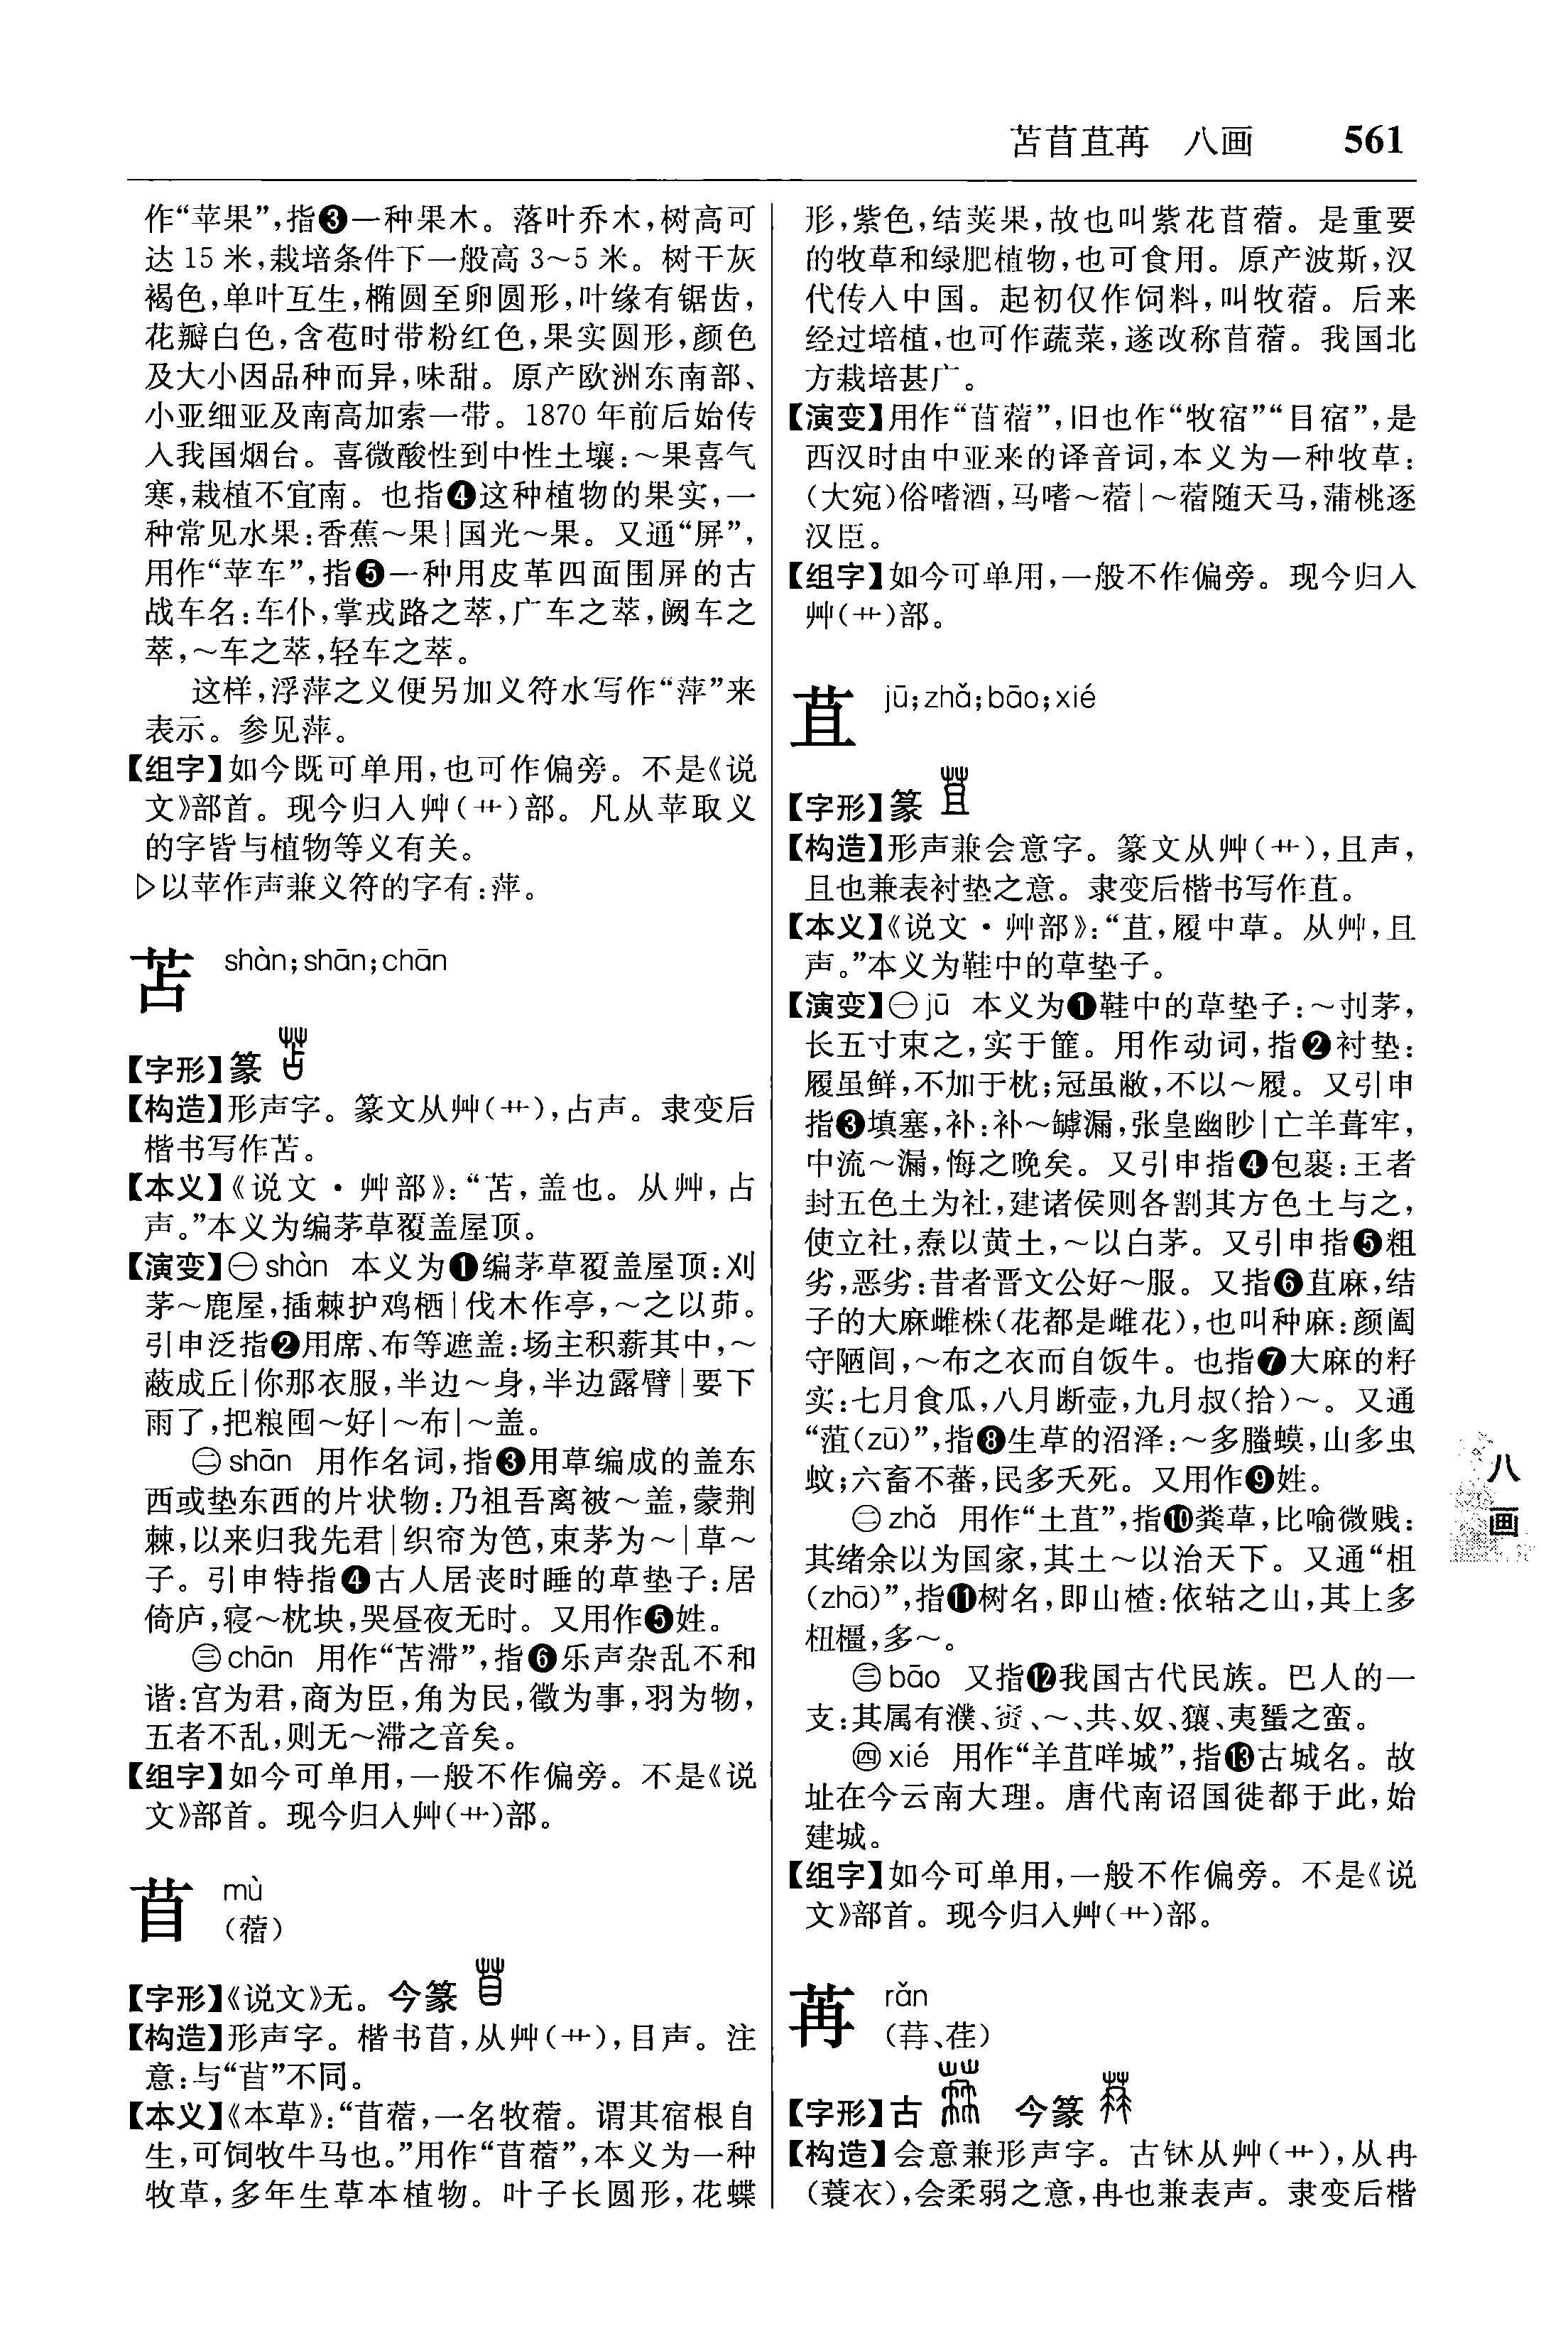 苫苜苴苒　八画　561
作“苹果”,指❸一种果木。落叶乔木,树高可
达 15 米,栽培条件下一般高 3～5 米。树干灰
褐色,单叶互生,椭圆至卵圆形,叶缘有锯齿,
花瓣白色,含苞时带粉红色,果实圆形,颜色
及大小因品种而异,味甜。原产欧洲东南部、
小亚细亚及南高加索一带。1870 年前后始传
入我国烟台。喜微酸性到中性土壤:～果喜气
寒,栽植不宜南。也指❹这种植物的果实,一
种常见水果:香蕉～果|国光～果。又通“屏”,
用作“苹车”,指❺一种用皮革四面围屏的古
战车名:车仆,掌戎路之萃,广车之萃,阙车之
萃,～车之萃,轻车之萃。
这样,浮萍之义便另加义符水写作“萍”来
表示。参见萍。
【组字】如今既可单用,也可作偏旁。不是《说
文》部首。现今归入艸(艹)部。凡从苹取义
的字皆与植物等义有关。
▷以苹作声兼义符的字有:萍。
苫 shàn;shān;chān
【字形】篆
【构造】形声字。篆文从艸(艹),占声。隶变后
楷书写作苫。
【本义】《说文·艸部》:“苫,盖也。从艸,占
声。”本义为编茅草覆盖屋顶。
【演变】㊀shàn 本义为❶编茅草覆盖屋顶:刈
茅～鹿屋,插棘护鸡栖|伐木作亭,～之以茆。
引申泛指❷用席、布等遮盖:场主积薪其中,～
蔽成丘|你那衣服,半边～身,半边露臂|要下
雨了,把粮囤～好|～布|～盖。
㊁shān 用作名词,指❸用草编成的盖东
西或垫东西的片状物:乃祖吾离被～盖,蒙荆
棘,以来归我先君|织帘为笆,束茅为～|草～
子。引申特指❹古人居丧时睡的草垫子:居
倚庐,寝～枕块,哭昼夜无时。又用作❺姓。
㊂chān 用作“苫滞”,指❻乐声杂乱不和
谐:宫为君,商为臣,角为民,徵为事,羽为物,
五者不乱,则无～滞之音矣。
【组字】如今可单用,一般不作偏旁。不是《说
文》部首。现今归入艸(艹)部。
苜 mù
(蓿)
【字形】《说文》无。今篆
【构造】形声字。楷书苜,从艸(艹),目声。注
意:与“苩”不同。
【本义】《本草》:“苜蓿,一名牧蓿。谓其宿根自
生,可饲牧牛马也。”用作“苜蓿”,本义为一种
牧草,多年生草本植物。叶子长圆形,花蝶
形,紫色,结荚果,故也叫紫花苜蓿。是重要
的牧草和绿肥植物,也可食用。原产波斯,汉
代传入中国。起初仅作饲料,叫牧蓿。后来
经过培植,也可作蔬菜,遂改称苜蓿。我国北
方栽培甚广。
【演变】用作“苜蓿”,旧也作“牧宿”“目宿”,是
西汉时由中亚来的译音词,本义为一种牧草:
(大宛)俗嗜酒,马嗜～蓿|～蓿随天马,蒲桃逐
汉臣。
【组字】如今可单用,一般不作偏旁。现今归入
艸(艹)部。
苴 jū;zhǎ;bāo;xié
【字形】篆
【构造】形声兼会意字。篆文从艸(艹),且声,
且也兼表衬垫之意。隶变后楷书写作苴。
【本义】《说文·艸部》:“苴,履中草。从艸,且
声。”本义为鞋中的草垫子。
【演变】㊀jū 本义为❶鞋中的草垫子:～刌茅,
长五寸束之,实于篚。用作动词,指❷衬垫:
履虽鲜,不加于枕;冠虽敝,不以～履。又引申
指❸填塞,补:补～罅漏,张皇幽眇|亡羊葺牢,
中流～漏,悔之晚矣。又引申指❹包裹:王者
封五色土为社,建诸侯则各割其方色土与之,
使立社,焘以黄土,～以白茅。又引申指❺粗
劣,恶劣:昔者晋文公好～服。又指❻苴麻,结
子的大麻雌株(花都是雌花),也叫种麻:颜阖
守陋闾,～布之衣而自饭牛。也指❼大麻的籽
实:七月食瓜,八月断壶,九月叔(拾)～。又通
“菹(zū)”,指❽生草的沼泽:～多螣蟆,山多虫
蚊;六畜不蕃,民多夭死。又用作❾姓。
㊁zhǎ 用作“土苴”,指❿粪草,比喻微贱:
其绪余以为国家,其土～以治天下。又通“柤
(zhā)”,指⓫树名,即山楂:依轱之山,其上多
杻橿,多～。
㊂bāo 又指⓬我国古代民族。巴人的一
支:其属有濮、賨、～、共、奴、獽、夷蜑之蛮。
㊃xié 用作“羊苴咩城”,指⓭古城名。故
址在今云南大理。唐代南诏国徙都于此,始
建城。
【组字】如今可单用,一般不作偏旁。不是《说
文》部首。现今归入艸(艹)部。
苒 rǎn
(苒、荏)
【字形】古　今篆
【构造】会意兼形声字。古钵从艸(艹),从冉
(蓑衣),会柔弱之意,冉也兼表声。隶变后楷
八
画